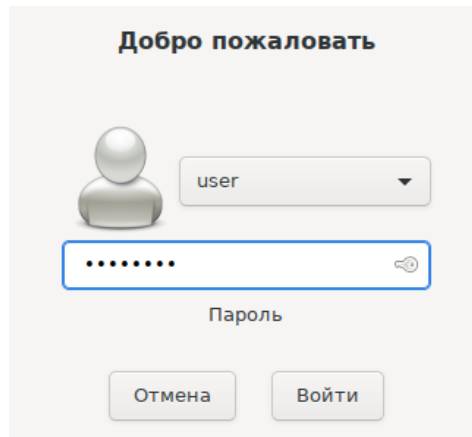 Добро пожаловать
user
••••••••
Пароль
Отмена
Войти